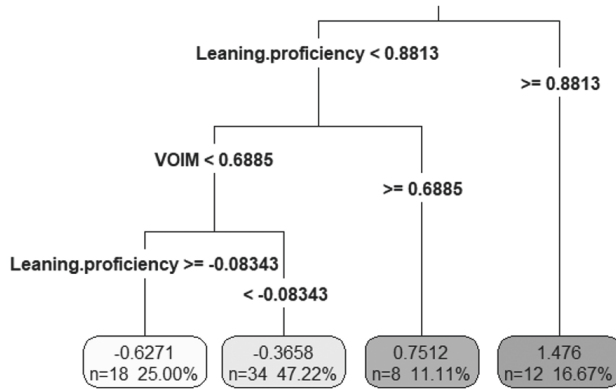 Leaning.proficiency < 0.8813
>= 0.8813
VOIM < 0.6885
>= 0.6885
Leaning.proficiency >= -0.08343
< -0.08343
-0.6271
n=18 25.00%
-0.3658
n=34 47.22%
0.7512
n=8 11.11%
1.476
n=12 16.67%